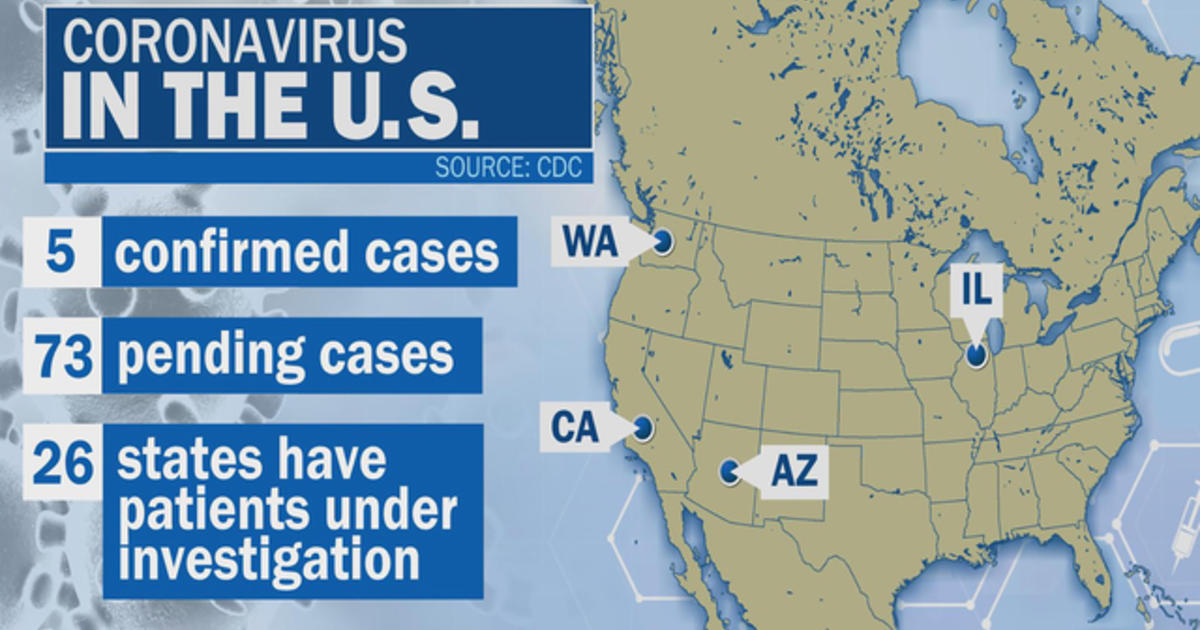 CORONAVIRUS
IN THE U.S.
SOURCE: CDC
5 confirmed cases
73 pending cases
26 states have
patients under
investigation
WA
IL
CA
AZ